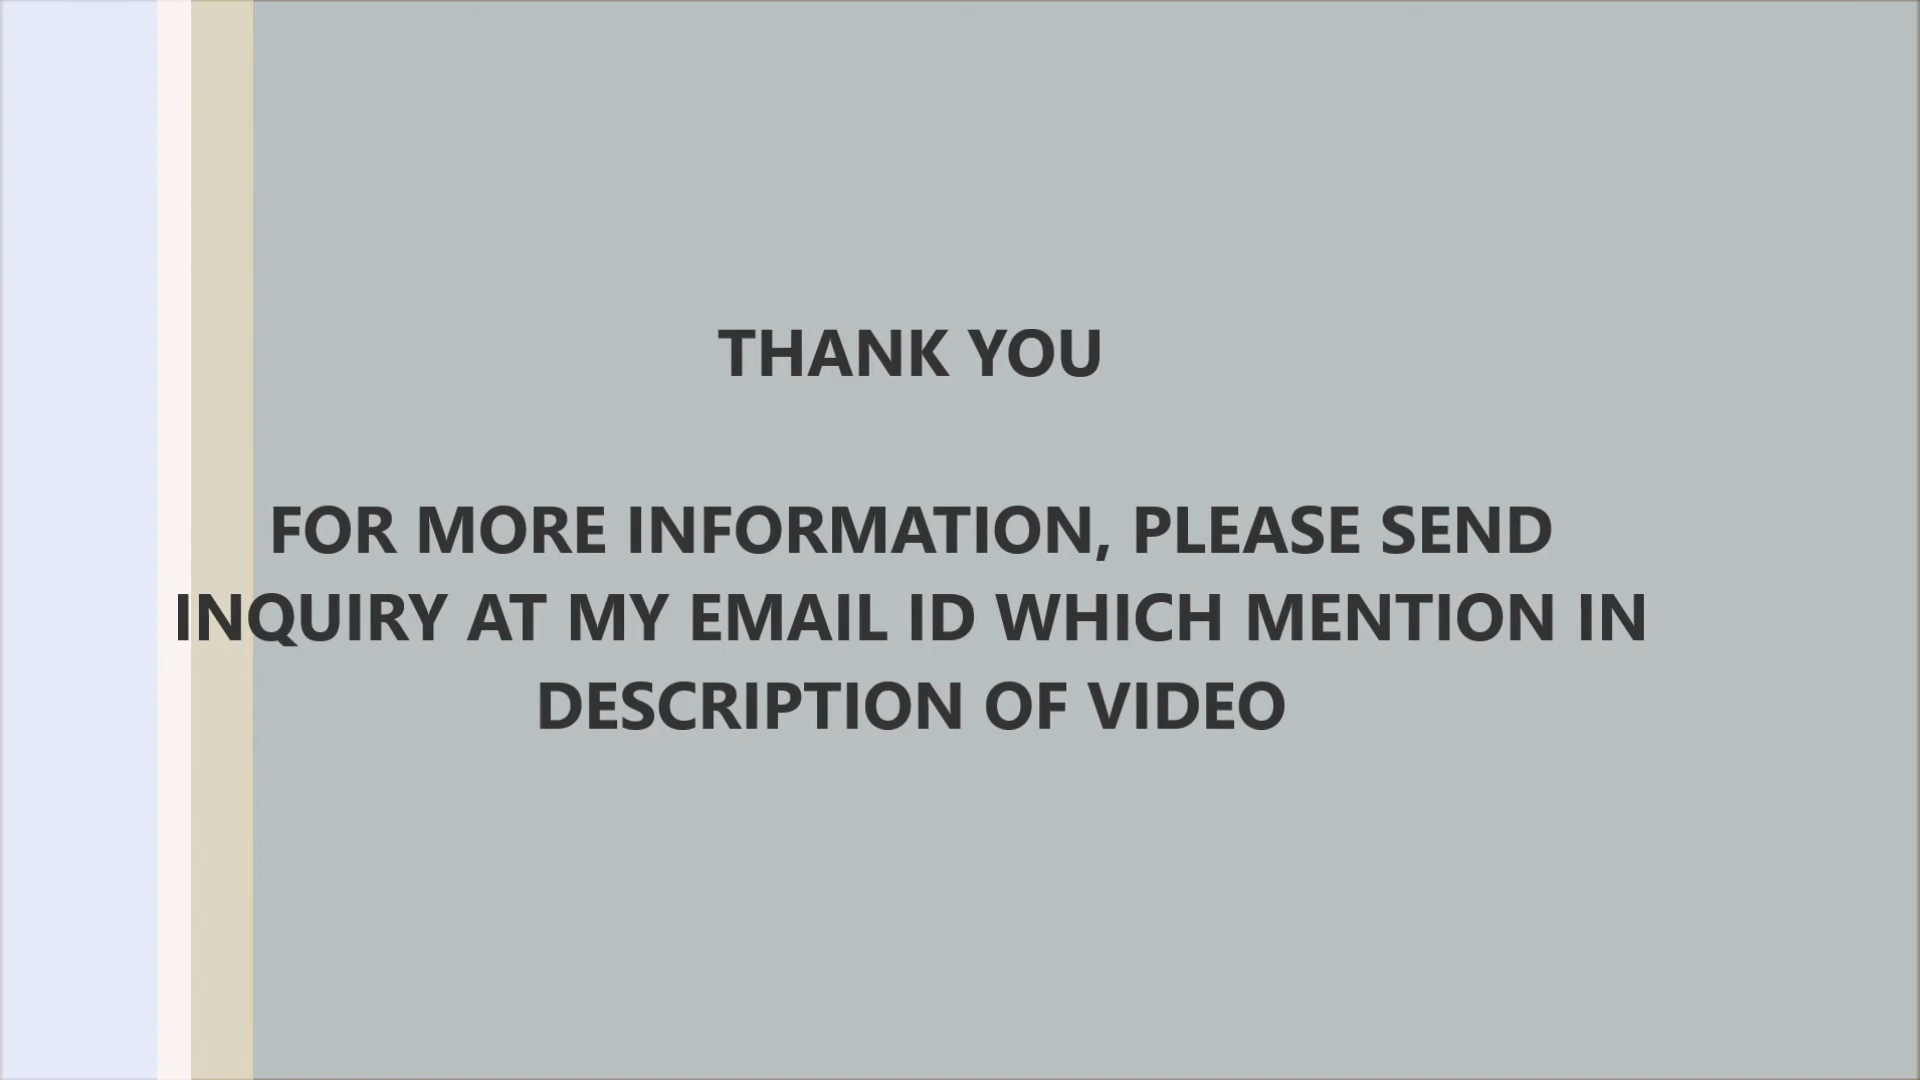 THANK YOU
FOR MORE INFORMATION, PLEASE SEND
INQUIRY AT MY EMAIL ID WHICH MENTION IN
DESCRIPTION OF VIDEO